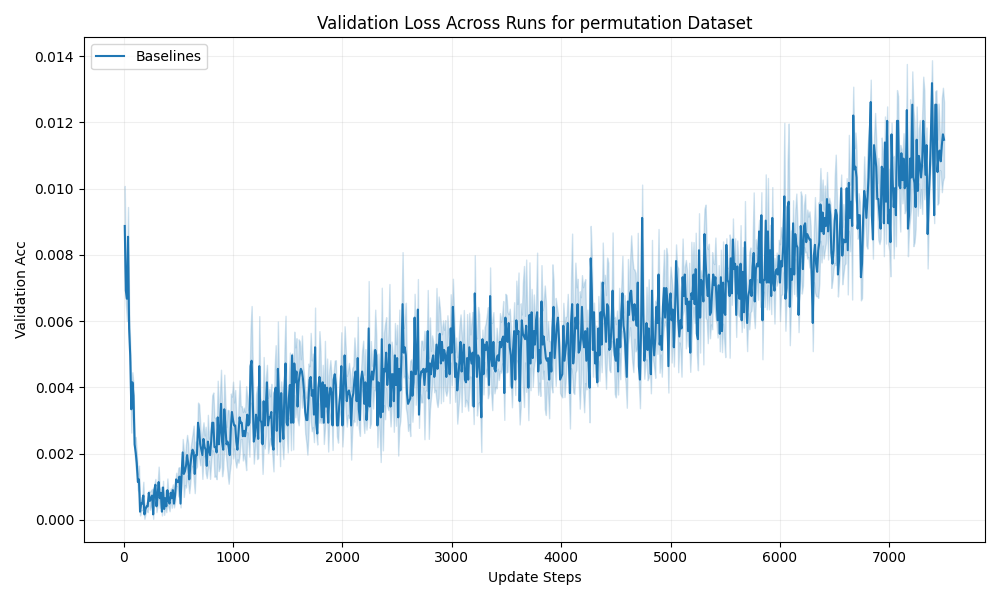 Validation Loss Across Runs for permutation Dataset
Baselines
Validation Acc
0.014
0.012
0.010
0.008
0.006
0.004
0.002
0.000
0 1000 2000 3000 4000 5000 6000 7000
Update Steps